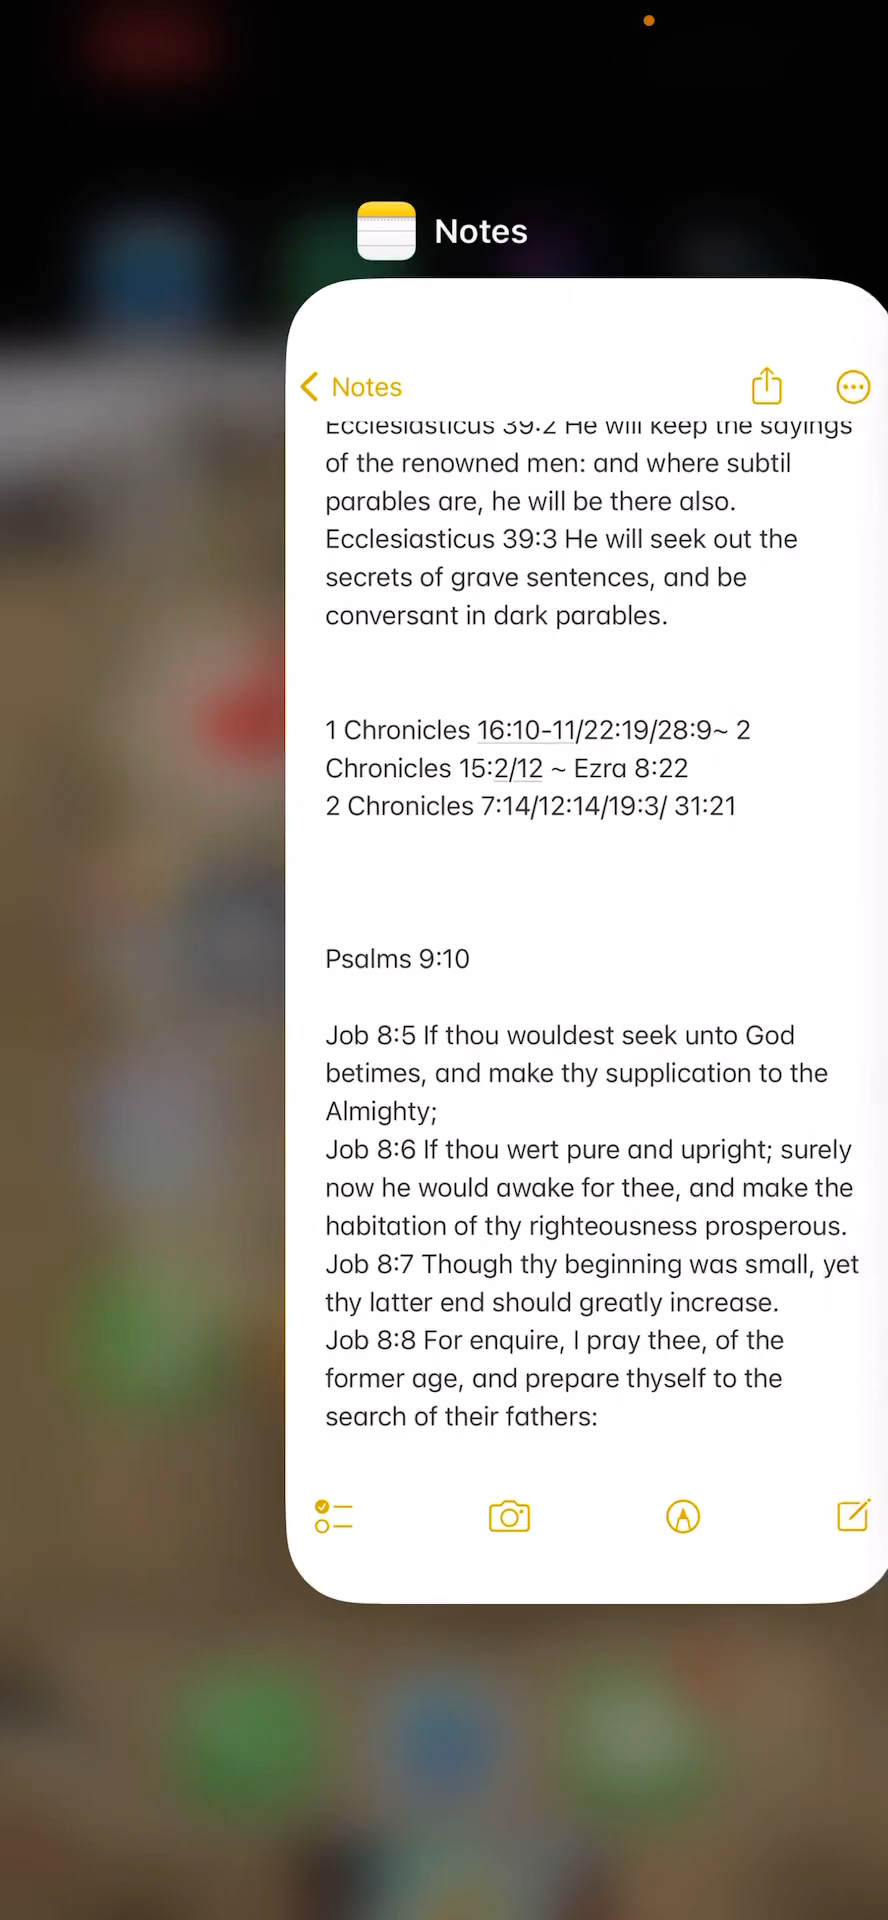 Notes
Notes
Ecclesiasticus 39:2 He will keep the sayings
of the renowned men: and where subtil
parables are, he will be there also.
Ecclesiasticus 39:3 He will seek out the
secrets of grave sentences, and be
conversant in dark parables.
1 Chronicles 16:10-11/22:19/28:9~ 2
Chronicles 15:2/12 ~ Ezra 8:22
2 Chronicles 7:14/12:14/19:3/ 31:21
Psalms 9:10
Job 8:5 If thou wouldest seek unto God
betimes, and make thy supplication to the
Almighty;
Job 8:6 If thou wert pure and upright; surely
now he would awake for thee, and make the
habitation of thy righteousness prosperous.
Job 8:7 Though thy beginning was small, yet
thy latter end should greatly increase.
Job 8:8 For enquire, I pray thee, of the
former age, and prepare thyself to the
search of their fathers: